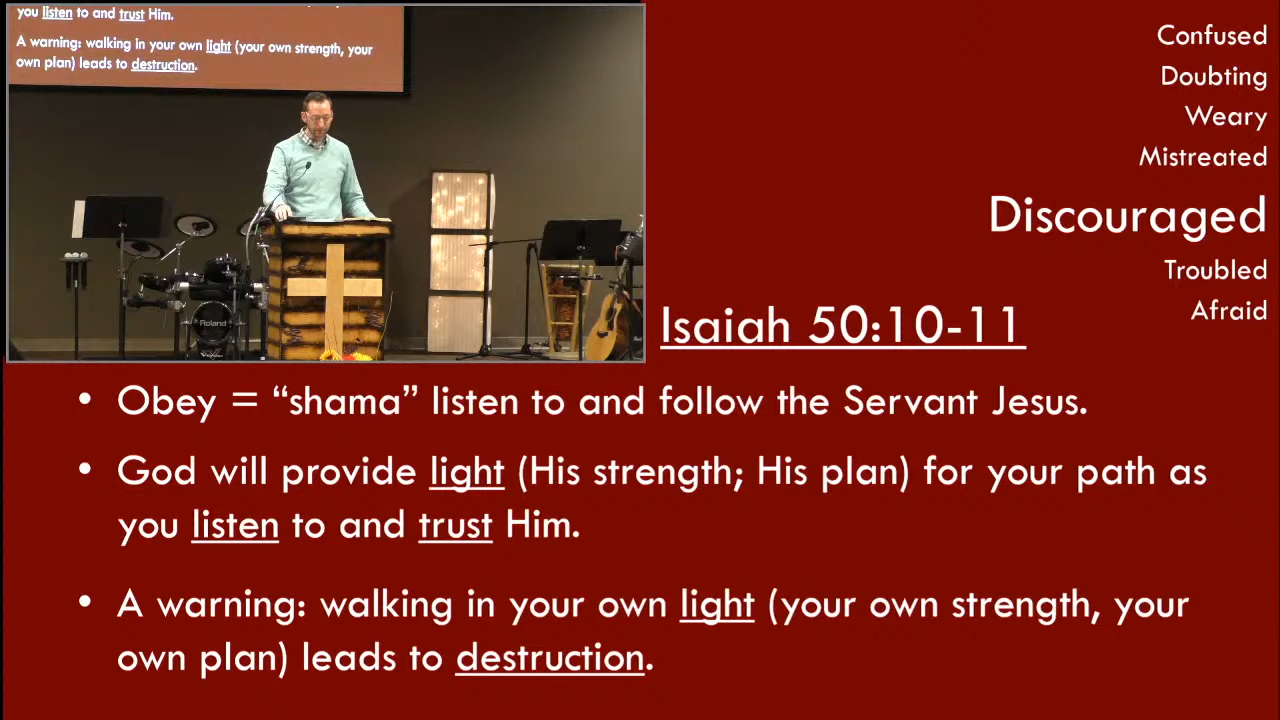 you listen to and trust Him.
A warning: walking in your own light (your own strength, your
own plan) leads to destruction.
Roland
Confused
Doubting
Weary
Mistreated
Discouraged
Troubled
Afraid
Isaiah 50:10-11
• Obey = “shama” listen to and follow the Servant Jesus.
• God will provide light (His strength; His plan) for your path as
you listen to and trust Him.
• A warning: walking in your own light (your own strength, your
own plan) leads to destruction.